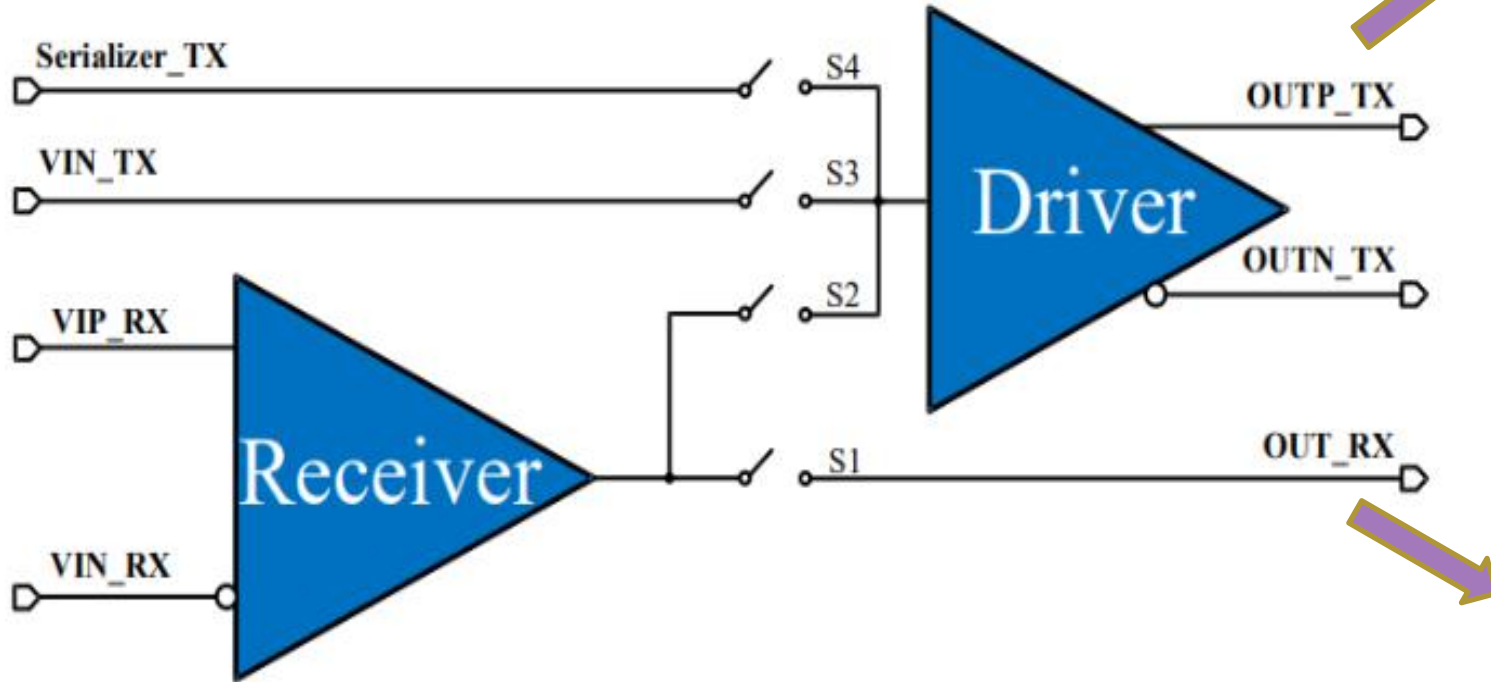 Serializer_TX
S4
OUTP_TX
VIN_TX
S3
Driver
OUTN_TX
S2
VIP_RX
Receiver
S1
OUT_RX
VIN_RX